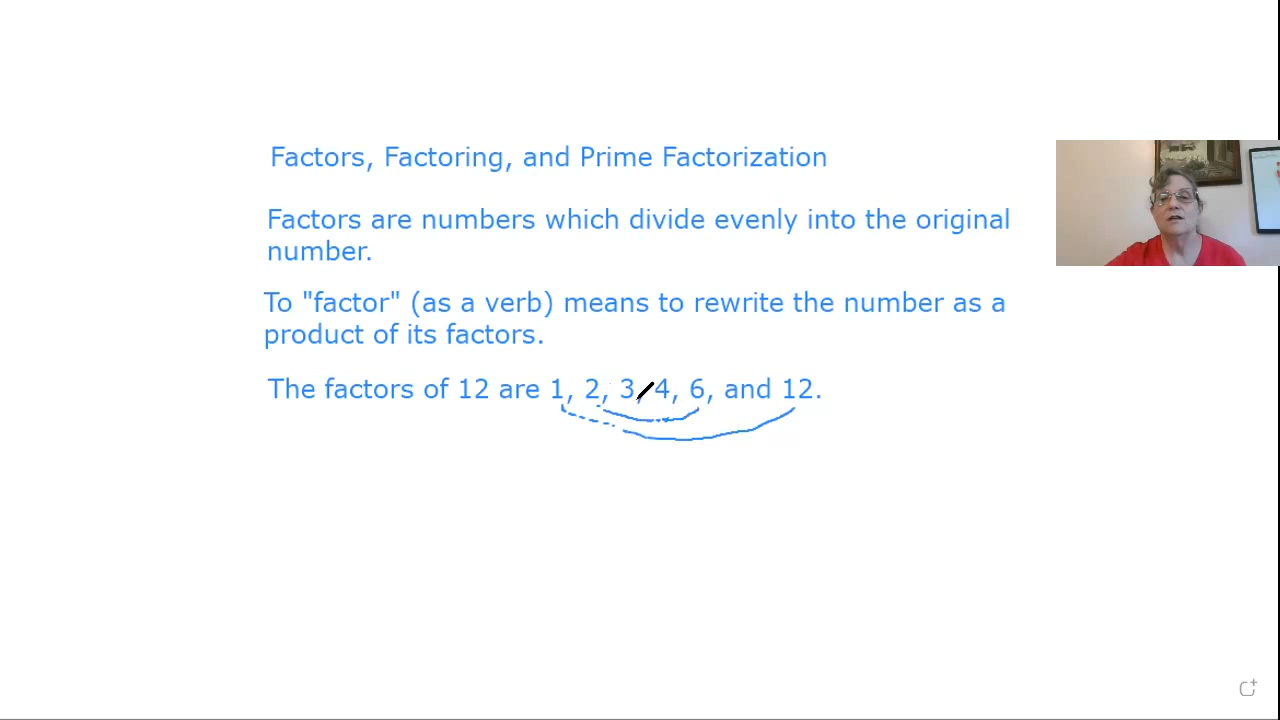 Factors, Factoring, and Prime Factorization
Factors are numbers which divide evenly into the original
number.
To "factor" (as a verb) means to rewrite the number as a
product of its factors.
The factors of 12 are 1, 2, 3, 4, 6, and 12.